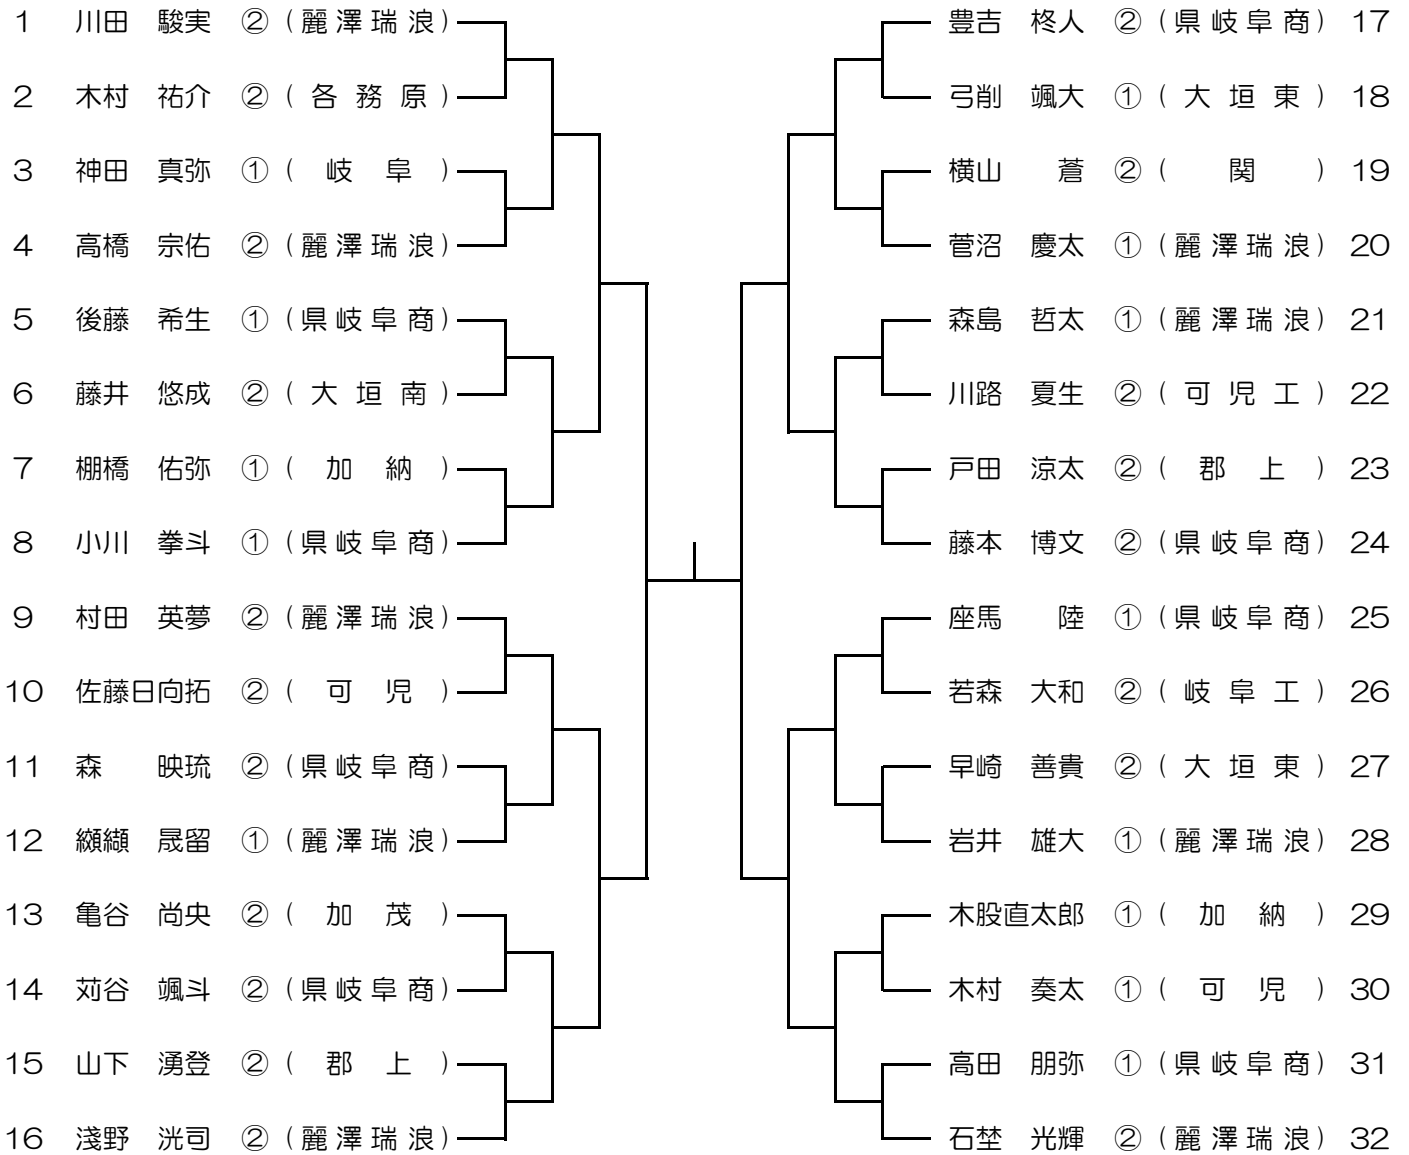 1 川田 駿実 ② (麗澤瑞浪)
2 木村 祐介 ② (各務原)
3 神田 真弥 ① (岐阜)
4 高橋 宗佑 ② (麗澤瑞浪)
5 後藤 希生 ① (県岐阜商)
6 藤井 悠成 ② (大垣南)
7 棚橋 佑弥 ① (加納)
8 小川 拳斗 ① (県岐阜商)
9 村田 英夢 ② (麗澤瑞浪)
10 佐藤日向拓 ② (可児)
11 森 映琉 ② (県岐阜商)
12 纐纈 晟留 ① (麗澤瑞浪)
13 亀谷 尚央 ② (加茂)
14 苅谷 颯斗 ② (県岐阜商)
15 山下 湧登 ② (郡上)
16 淺野 洸司 ② (麗澤瑞浪)
豊吉 柊人 ② (県岐阜商) 17
弓削 颯大 ① (大垣東) 18
横山 蒼 ② (関) 19
菅沼 慶太 ① (麗澤瑞浪) 20
森島 哲太 ① (麗澤瑞浪) 21
川路 夏生 ② (可児工) 22
戸田 涼太 ② (郡上) 23
藤本 博文 ② (県岐阜商) 24
座馬 陸 ① (県岐阜商) 25
若森 大和 ② (岐阜工) 26
早崎 善貴 ② (大垣東) 27
岩井 雄大 ① (麗澤瑞浪) 28
木股直太郎 ① (加納) 29
木村 奏太 ① (可児) 30
高田 朋弥 ① (県岐阜商) 31
石埜 光輝 ② (麗澤瑞浪) 32